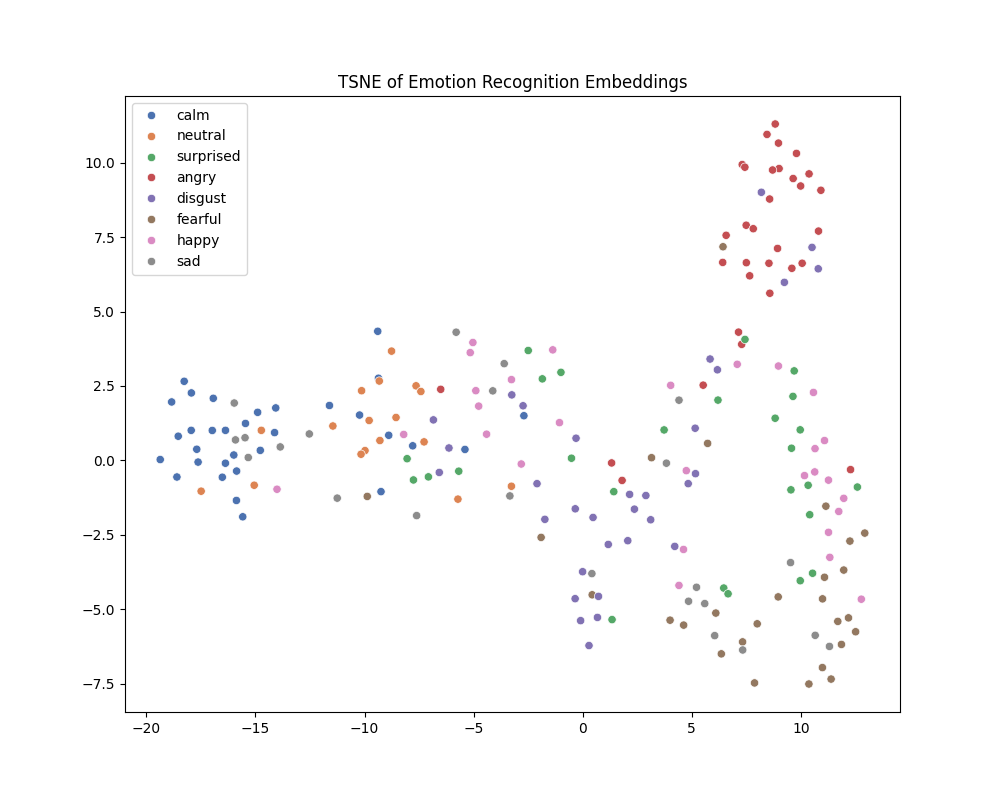 TSNE of Emotion Recognition Embeddings
calm
neutral
surprised
angry
disgust
fearful
happy
sad
10.0
7.5
5.0
2.5
0.0
−2.5
−5.0
−7.5
−20 −15 −10 −5 0 5 10